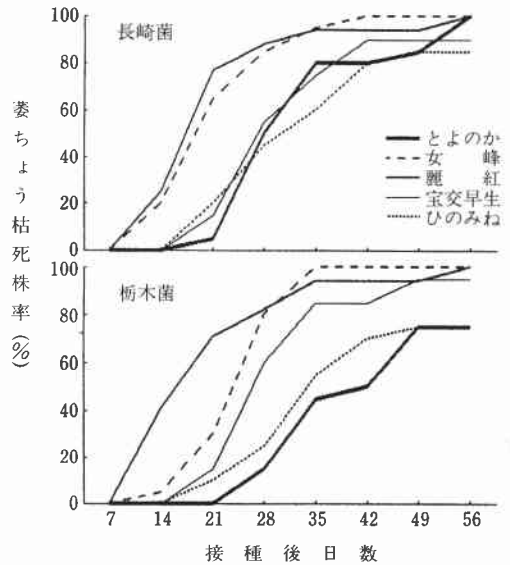 萎ちょう枯死株率(%)
長崎菌
100
80
60
40
20
0
とよのか
女峰
麗紅
宝交早生
ひのみね
栃木菌
100
80
60
40
20
0
7 14 21 28 35 42 49 56
接種後日数